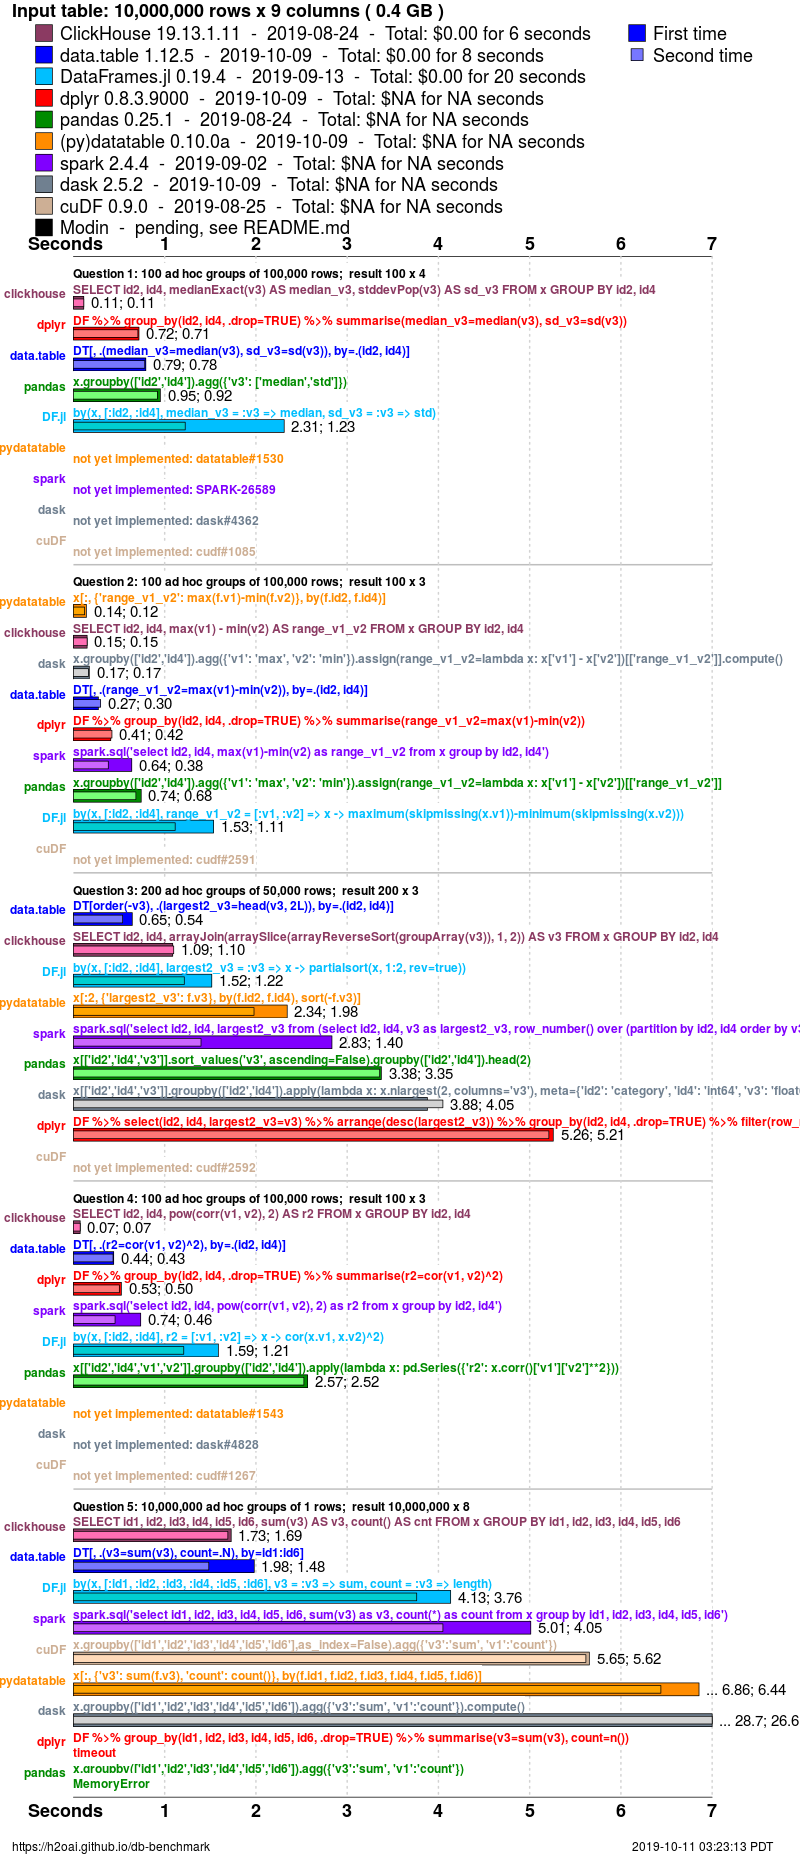 Input table: 10,000,000 rows x 9 columns ( 0.4 GB )
ClickHouse 19.13.1.11 - 2019-08-24 - Total: $0.00 for 6 seconds
First time
data.table 1.12.5 - 2019-10-09 - Total: $0.00 for 8 seconds
Second time
DataFrames.jl 0.19.4 - 2019-09-13 - Total: $0.00 for 20 seconds
dplyr 0.8.3.9000 - 2019-10-09 - Total: $NA for NA seconds
pandas 0.25.1 - 2019-08-24 - Total: $NA for NA seconds
(py)datatable 0.10.0a - 2019-10-09 - Total: $NA for NA seconds
spark 2.4.4 - 2019-09-02 - Total: $NA for NA seconds
dask 2.5.2 - 2019-10-09 - Total: $NA for NA seconds
cuDF 0.9.0 - 2019-08-25 - Total: $NA for NA seconds
Modin - pending, see README.md
Seconds 1 2 3 4 5 6 7
Question 1: 100 ad hoc groups of 100,000 rows; result 100 x 4
clickhouse SELECT id2, id4, medianExact(v3) AS median_v3, stddevPop(v3) AS sd_v3 FROM x GROUP BY id2, id4
0.11; 0.11
dplyr DF %>% group_by(id2, id4, .drop=TRUE) %>% summarise(median_v3=median(v3), sd_v3=sd(v3))
0.72; 0.71
data.table DT[, .(median_v3=median(v3), sd_v3=sd(v3)), by=.(id2, id4)]
0.79; 0.78
pandas x.groupby(['id2','id4']).agg({'v3': ['median','std']})
0.95; 0.92
DF.jl by(x, [:id2, :id4], median_v3 = :v3 => median, sd_v3 = :v3 => std)
2.31; 1.23
pydatatable
not yet implemented: datatable#1530
spark
not yet implemented: SPARK-26589
dask
not yet implemented: dask#4362
cuDF
not yet implemented: cudf#1085
Question 2: 100 ad hoc groups of 100,000 rows; result 100 x 3
pydatatable x[:, {'range_v1_v2': max(f.v1)-min(f.v2)}, by(f.id2, f.id4)]
0.14; 0.12
clickhouse SELECT id2, id4, max(v1) - min(v2) AS range_v1_v2 FROM x GROUP BY id2, id4
0.15; 0.15
dask x.groupby(['id2','id4']).agg({'v1': 'max', 'v2': 'min'}).assign(range_v1_v2=lambda x: x['v1'] - x['v2'])[['range_v1_v2']].compute()
0.17; 0.17
data.table DT[, .(range_v1_v2=max(v1)-min(v2)), by=.(id2, id4)]
0.27; 0.30
dplyr DF %>% group_by(id2, id4, .drop=TRUE) %>% summarise(range_v1_v2=max(v1)-min(v2))
0.41; 0.42
spark spark.sql('select id2, id4, max(v1)-min(v2) as range_v1_v2 from x group by id2, id4')
0.64; 0.38
pandas x.groupby(['id2','id4']).agg({'v1': 'max', 'v2': 'min'}).assign(range_v1_v2=lambda x: x['v1'] - x['v2'])[['range_v1_v2']]
0.74; 0.68
DF.jl by(x, [:id2, :id4], range_v1_v2 = [:v1, :v2] => x -> maximum(skipmissing(x.v1))-minimum(skipmissing(x.v2)))
1.53; 1.11
cuDF
not yet implemented: cudf#2591
Question 3: 200 ad hoc groups of 50,000 rows; result 200 x 3
data.table DT[order(-v3), .(largest2_v3=head(v3, 2L)), by=.(id2, id4)]
0.65; 0.54
clickhouse SELECT id2, id4, arrayJoin(arraySlice(arrayReverseSort(groupArray(v3)), 1, 2)) AS v3 FROM x GROUP BY id2, id4
1.09; 1.10
DF.jl by(x, [:id2, :id4], largest2_v3 = :v3 => x -> partialsort(x, 1:2, rev=true))
1.52; 1.22
pydatatable x[:2, {'largest2_v3': f.v3}, by(f.id2, f.id4), sort(-f.v3)]
2.34; 1.98
spark spark.sql('select id2, id4, largest2_v3 from (select id2, id4, v3 as largest2_v3, row_number() over (partition by id2, id4 order by v3
2.83; 1.40
pandas x[['id2','id4','v3']].sort_values('v3', ascending=False).groupby(['id2','id4']).head(2)
3.38; 3.35
dask x[['id2','id4','v3']].groupby(['id2','id4']).apply(lambda x: x.nlargest(2, columns='v3'), meta={'id2': 'category', 'id4': 'int64', 'v3': 'float
3.88; 4.05
dplyr DF %>% select(id2, id4, largest2_v3=v3) %>% arrange(desc(largest2_v3)) %>% group_by(id2, id4, .drop=TRUE) %>% filter(row_
5.26; 5.21
cuDF
not yet implemented: cudf#2592
Question 4: 100 ad hoc groups of 100,000 rows; result 100 x 3
clickhouse SELECT id2, id4, pow(corr(v1, v2), 2) AS r2 FROM x GROUP BY id2, id4
0.07; 0.07
data.table DT[, .(r2=cor(v1, v2)^2), by=.(id2, id4)]
0.44; 0.43
dplyr DF %>% group_by(id2, id4, .drop=TRUE) %>% summarise(r2=cor(v1, v2)^2)
0.53; 0.50
spark spark.sql('select id2, id4, pow(corr(v1, v2), 2) as r2 from x group by id2, id4')
0.74; 0.46
DF.jl by(x, [:id2, :id4], r2 = [:v1, :v2] => x -> cor(x.v1, x.v2)^2)
1.59; 1.21
pandas x[['id2','id4','v1','v2']].groupby(['id2','id4']).apply(lambda x: pd.Series({'r2': x.corr()['v1']['v2']**2}))
2.57; 2.52
pydatatable
not yet implemented: datatable#1543
dask
not yet implemented: dask#4828
cuDF
not yet implemented: cudf#1267
Question 5: 10,000,000 ad hoc groups of 1 rows; result 10,000,000 x 8
clickhouse SELECT id1, id2, id3, id4, id5, id6, sum(v3) AS v3, count() AS cnt FROM x GROUP BY id1, id2, id3, id4, id5, id6
1.73; 1.69
data.table DT[, .(v3=sum(v3), count=.N), by=id1:id6]
1.98; 1.48
DF.jl by(x, [:id1, :id2, :id3, :id4, :id5, :id6], v3 = :v3 => sum, count = :v3 => length)
4.13; 3.76
spark spark.sql('select id1, id2, id3, id4, id5, id6, sum(v3) as v3, count(*) as count from x group by id1, id2, id3, id4, id5, id6')
5.01; 4.05
cuDF x.groupby(['id1','id2','id3','id4','id5','id6'],as_index=False).agg({'v3':'sum', 'v1':'count'})
5.65; 5.62
pydatatable x[:, {'v3': sum(f.v3), 'count': count()}, by(f.id1, f.id2, f.id3, f.id4, f.id5, f.id6)]
... 6.86; 6.44
dask x.groupby(['id1','id2','id3','id4','id5','id6']).agg({'v3':'sum', 'v1':'count'}).compute()
... 28.7; 26.6
dplyr DF %>% group_by(id1, id2, id3, id4, id5, id6, .drop=TRUE) %>% summarise(v3=sum(v3), count=n())
timeout
pandas x.groupby(['id1','id2','id3','id4','id5','id6']).agg({'v3':'sum', 'v1':'count'})
MemoryError
Seconds 1 2 3 4 5 6 7
https://h2oai.github.io/db-benchmark
2019-10-11 03:23:13 PDT